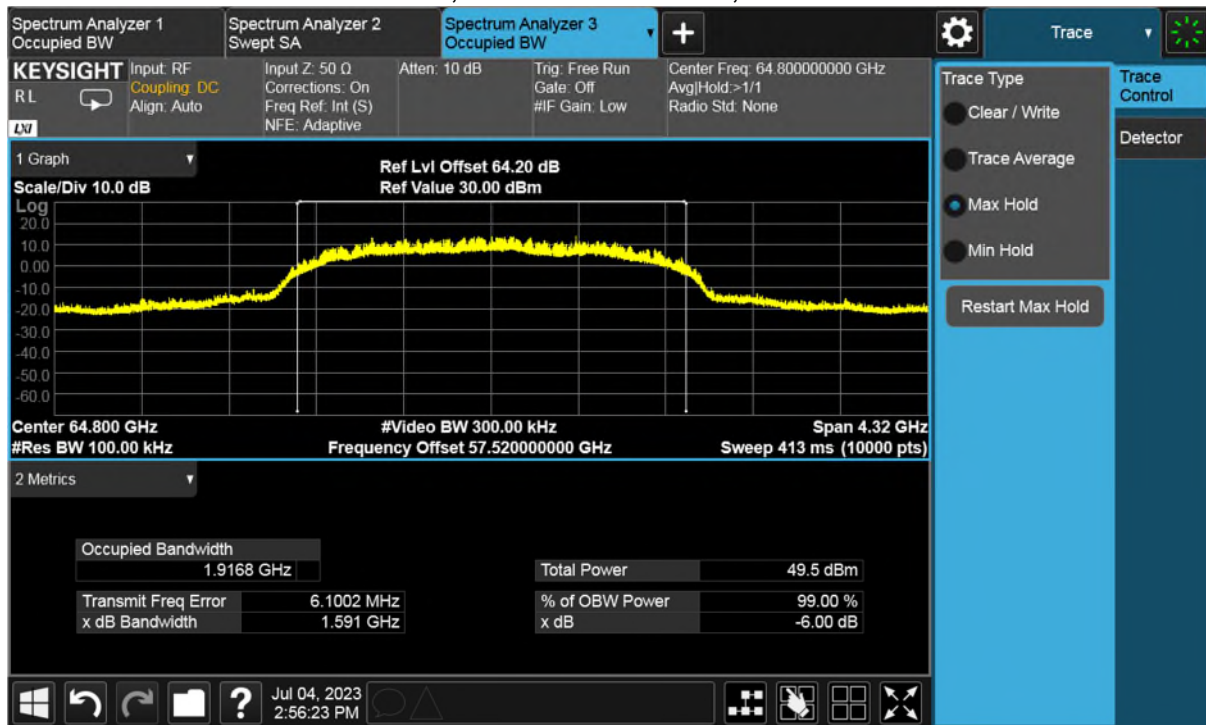 Spectrum Analyzer 1
Occupied BW
Spectrum Analyzer 2
Swept SA
Spectrum Analyzer 3
Occupied BW
Trace
KEYSIGHT
RL
LXI
Input: RF
Coupling: DC
Align: Auto
Input Z: 50 Ω
Corrections: On
Freq Ref: Int (S)
NFE: Adaptive
Atten: 10 dB
Trig: Free Run
Gate: Off
#IF Gain: Low
Center Freq: 64.800000000 GHz
Avg|Hold:>1/1
Radio Std: None
Trace Type
Clear / Write
Trace Average
Max Hold
Min Hold
Restart Max Hold
Trace Control
Detector
1 Graph
Scale/Div 10.0 dB
Ref Lvl Offset 64.20 dB
Ref Value 30.00 dBm
Log
20.0
10.0
0.00
-10.0
-20.0
-30.0
-40.0
-50.0
-60.0
Center 64.800 GHz
#Video BW 300.00 kHz
Span 4.32 GHz
#Res BW 100.00 kHz
Frequency Offset 57.520000000 GHz
Sweep 413 ms (10000 pts)
2 Metrics
Occupied Bandwidth
1.9168 GHz
Total Power 49.5 dBm
Transmit Freq Error 6.1002 MHz
% of OBW Power 99.00 %
x dB Bandwidth 1.591 GHz
x dB -6.00 dB
?
Jul 04, 2023
2:56:23 PM